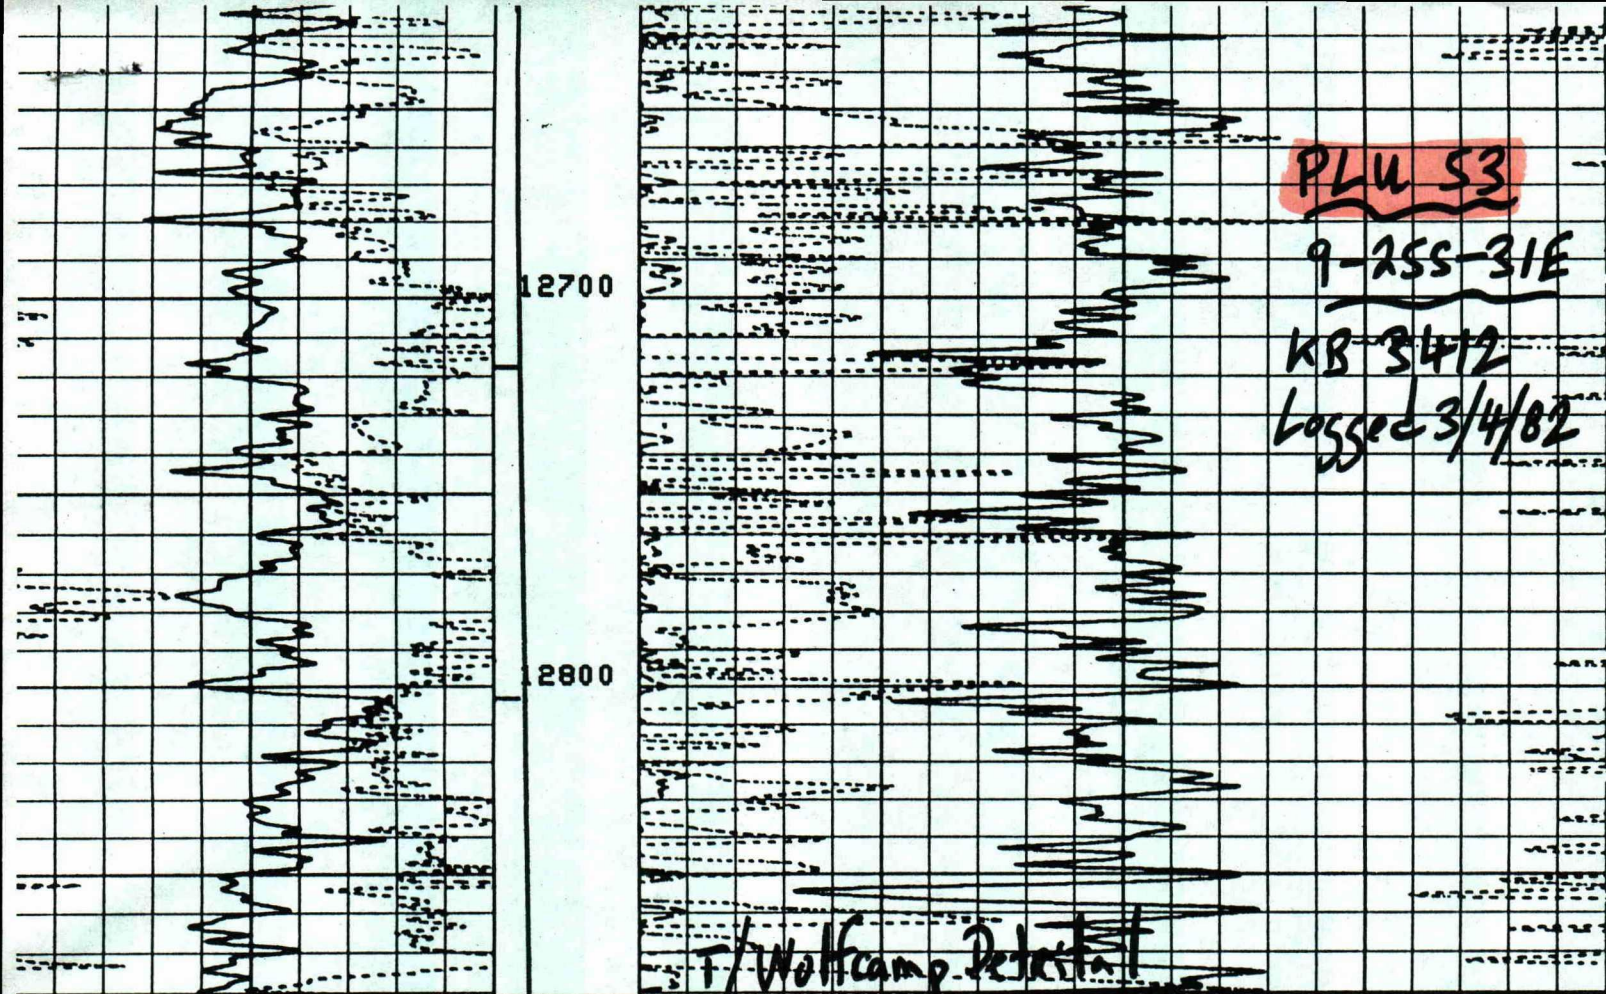 PLU 53
9-25S-31E
KB 3412
Logged 3/4/82
12700
12800
T/Wolfcamp Detrital